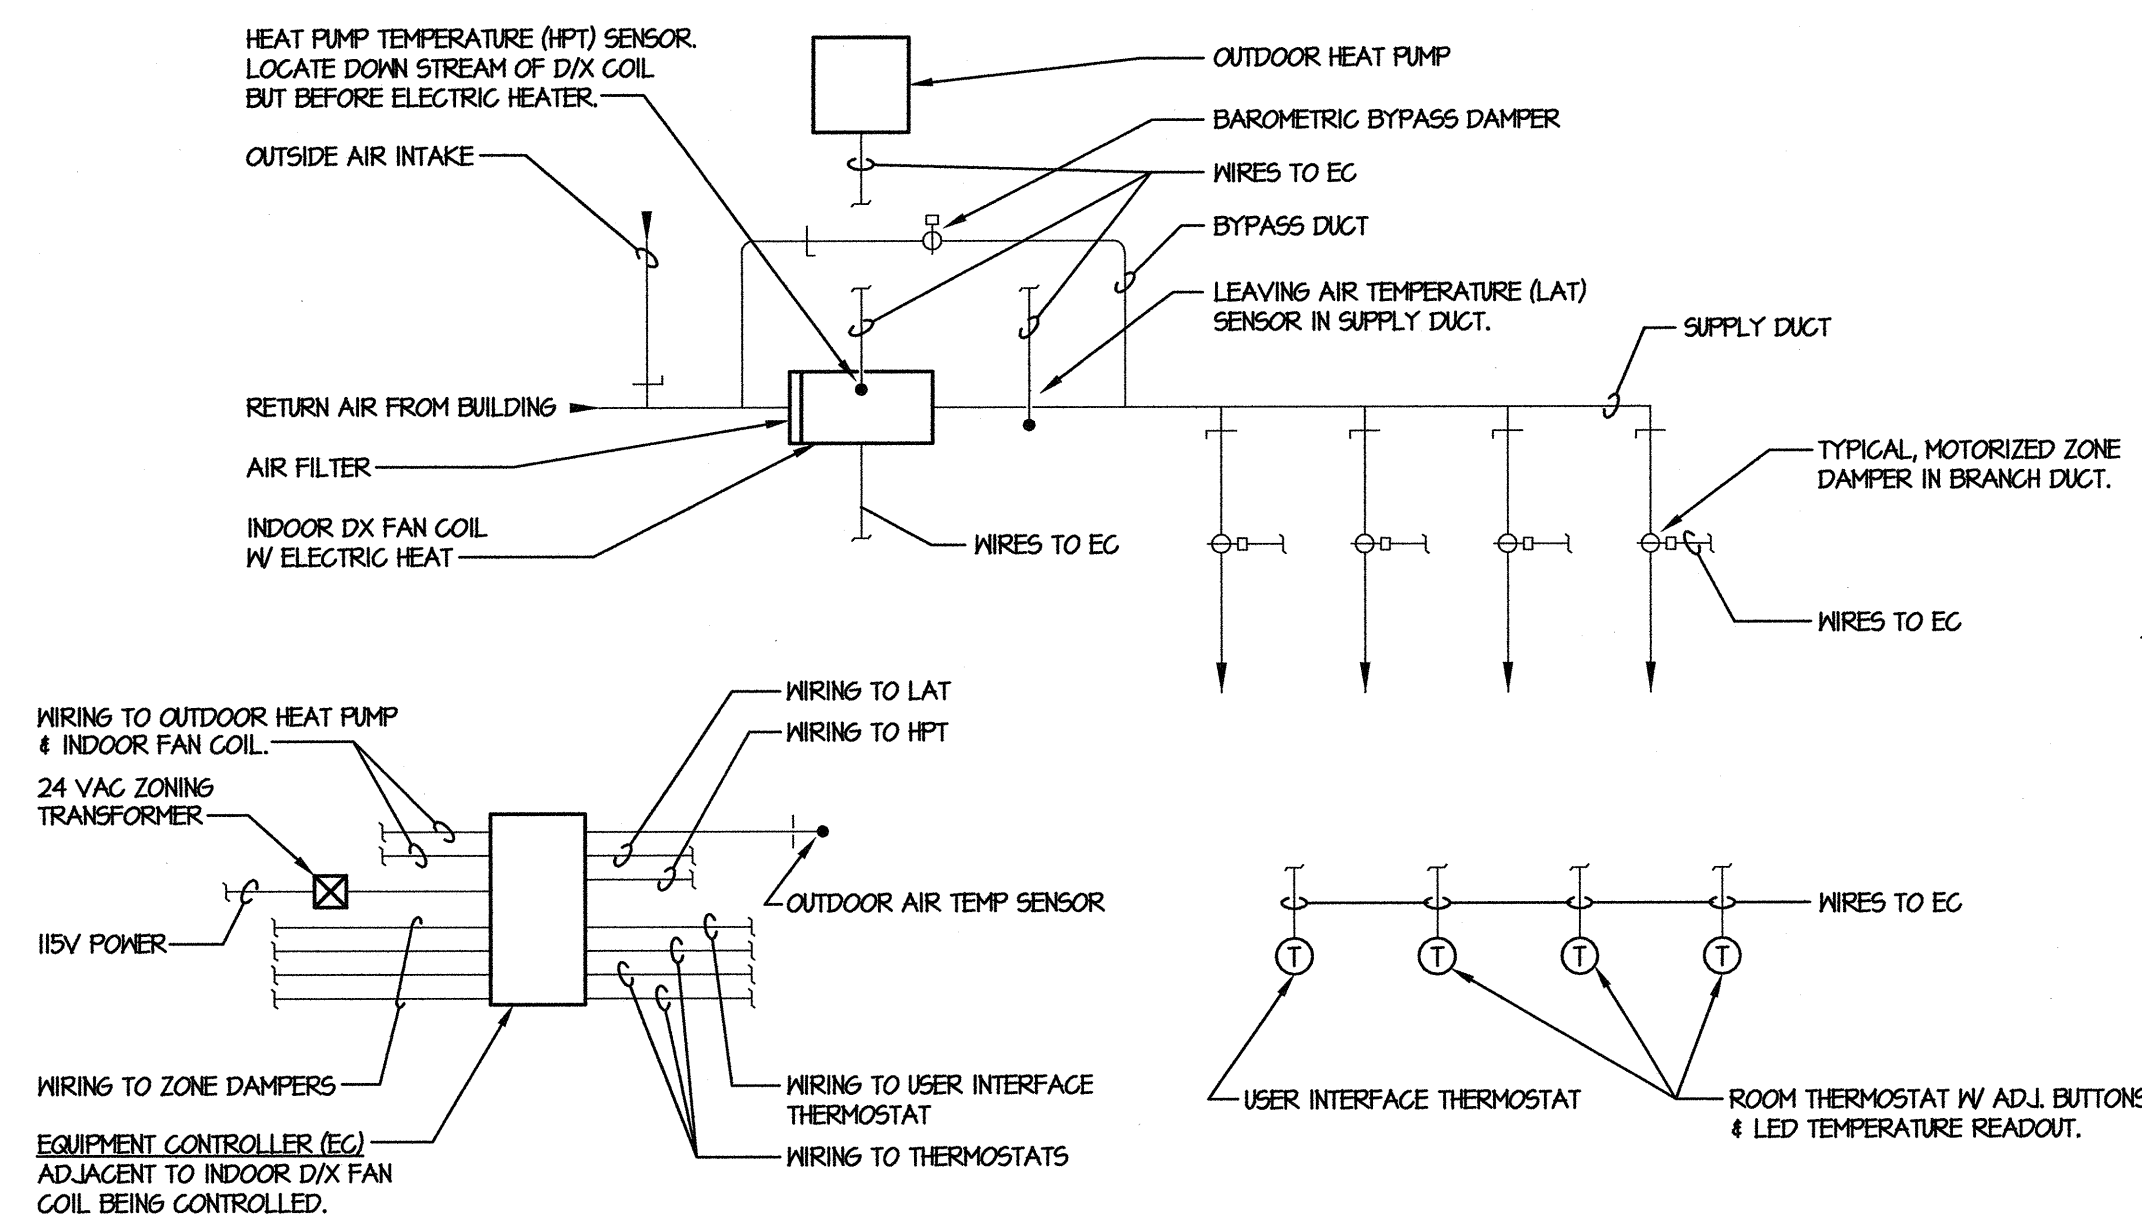 HEAT PUMP TEMPERATURE (HPT) SENSOR.
LOCATE DOWN STREAM OF D/X COIL
BUT BEFORE ELECTRIC HEATER.
OUTSIDE AIR INTAKE
RETURN AIR FROM BUILDING
AIR FILTER
INDOOR DX FAN COIL
W/ ELECTRIC HEAT
OUTDOOR HEAT PUMP
BAROMETRIC BYPASS DAMPER
WIRES TO EC
BYPASS DUCT
LEAVING AIR TEMPERATURE (LAT)
SENSOR IN SUPPLY DUCT.
SUPPLY DUCT
TYPICAL, MOTORIZED ZONE
DAMPER IN BRANCH DUCT.
WIRES TO EC
WIRES TO EC
WIRING TO OUTDOOR HEAT PUMP
& INDOOR FAN COIL.
24 VAC ZONING
TRANSFORMER
115V POWER
WIRING TO ZONE DAMPERS
EQUIPMENT CONTROLLER (EC)
ADJACENT TO INDOOR D/X FAN
COIL BEING CONTROLLED.
WIRING TO LAT
WIRING TO HPT
OUTDOOR AIR TEMP SENSOR
WIRING TO USER INTERFACE
THERMOSTAT
WIRING TO THERMOSTATS
WIRES TO EC
T T T T
USER INTERFACE THERMOSTAT
ROOM THERMOSTAT W/ ADJ. BUTTONS
& LED TEMPERATURE READOUT.